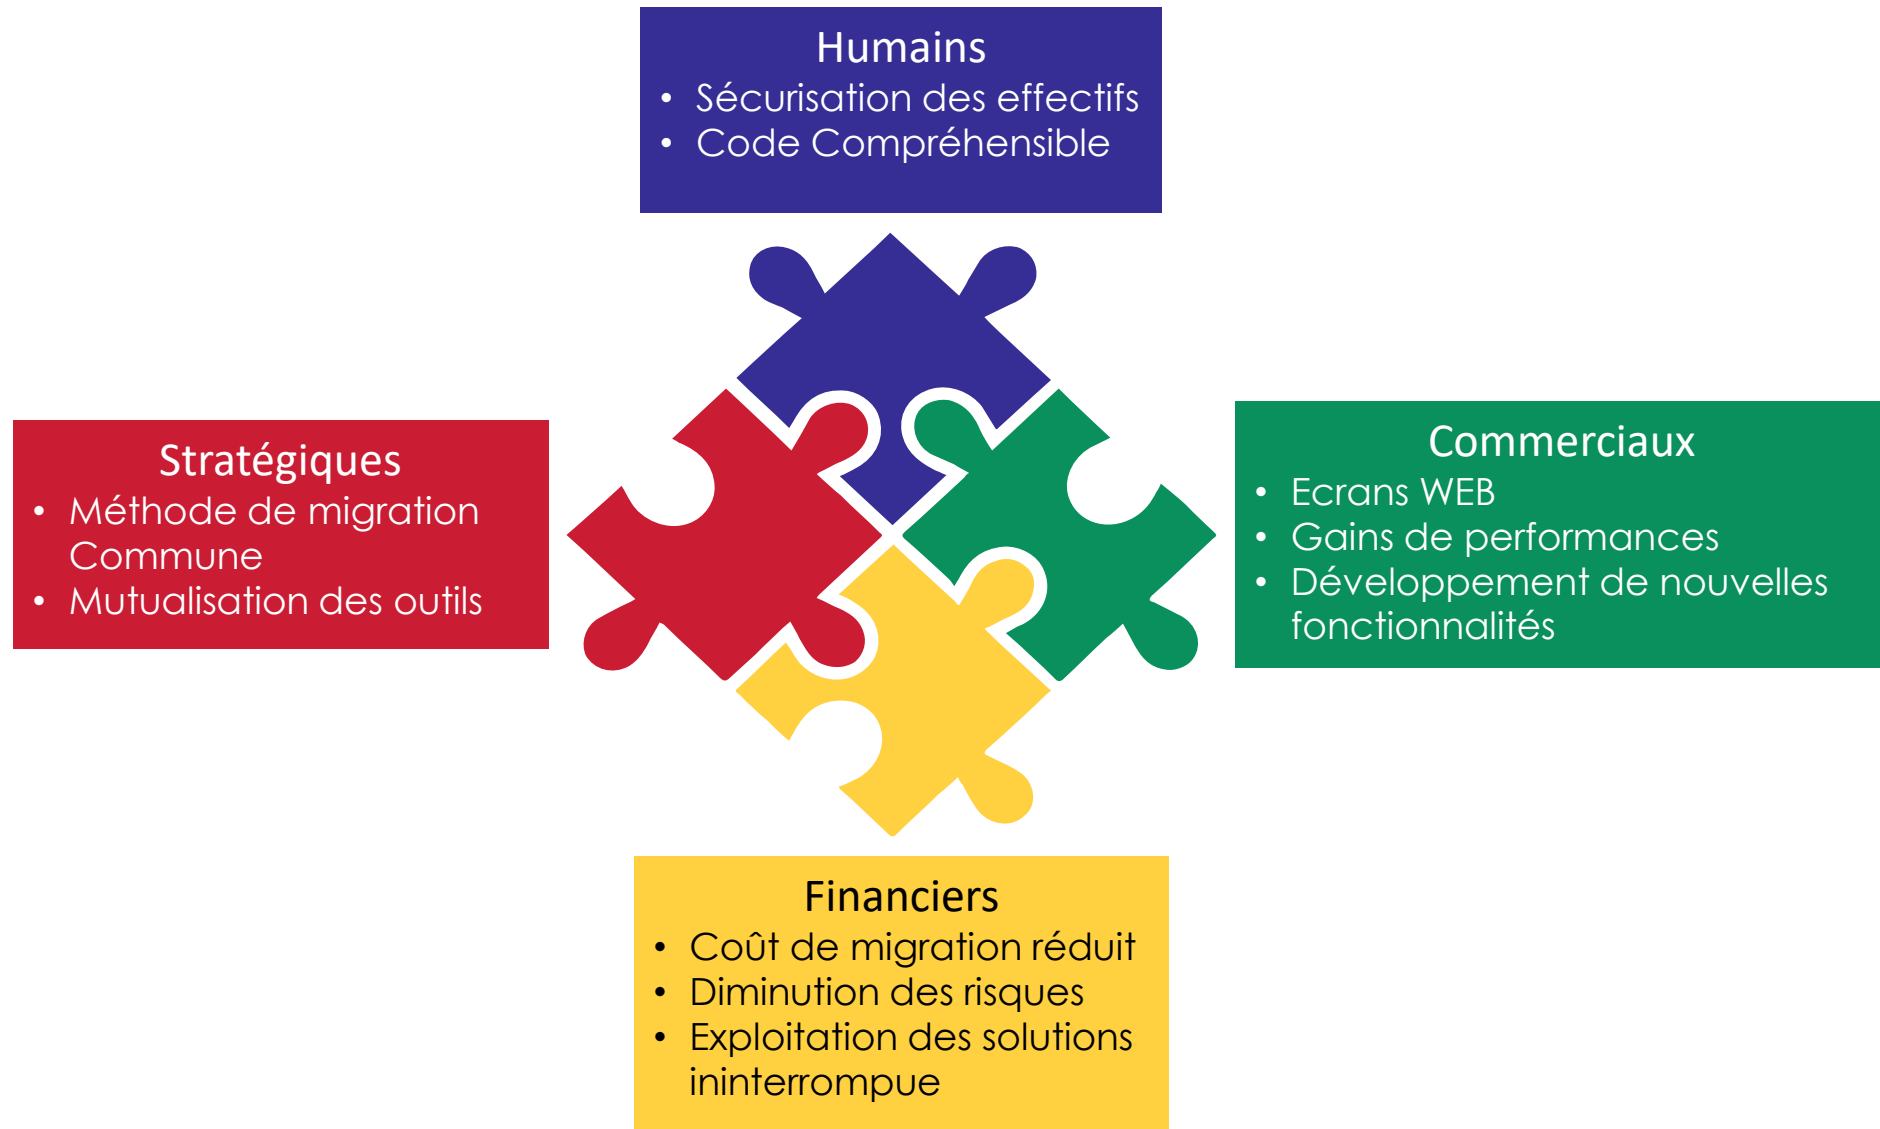 Humains
• Sécurisation des effectifs
• Code Compréhensible
Stratégiques
• Méthode de migration
Commune
• Mutualisation des outils
Commerciaux
• Ecrans WEB
• Gains de performances
• Développement de nouvelles
fonctionnalités
Financiers
• Coût de migration réduit
• Diminution des risques
• Exploitation des solutions
ininterrompue